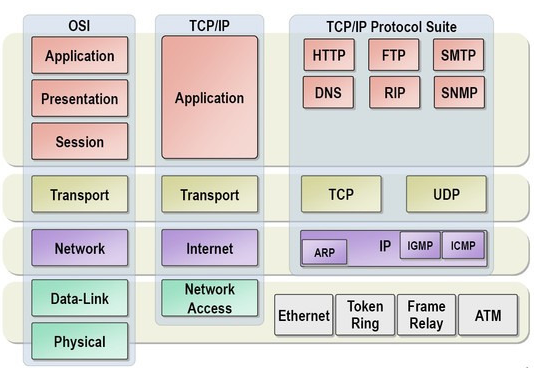 OSI
TCP/IP
TCP/IP Protocol Suite
Application
Presentation
Session
Application
HTTP
FTP
SMTP
DNS
RIP
SNMP
Transport
Transport
TCP
UDP
Network
Internet
ARP
IP
IGMP
ICMP
Data-Link
Physical
Network
Access
Ethernet
Token
Ring
Frame
Relay
ATM